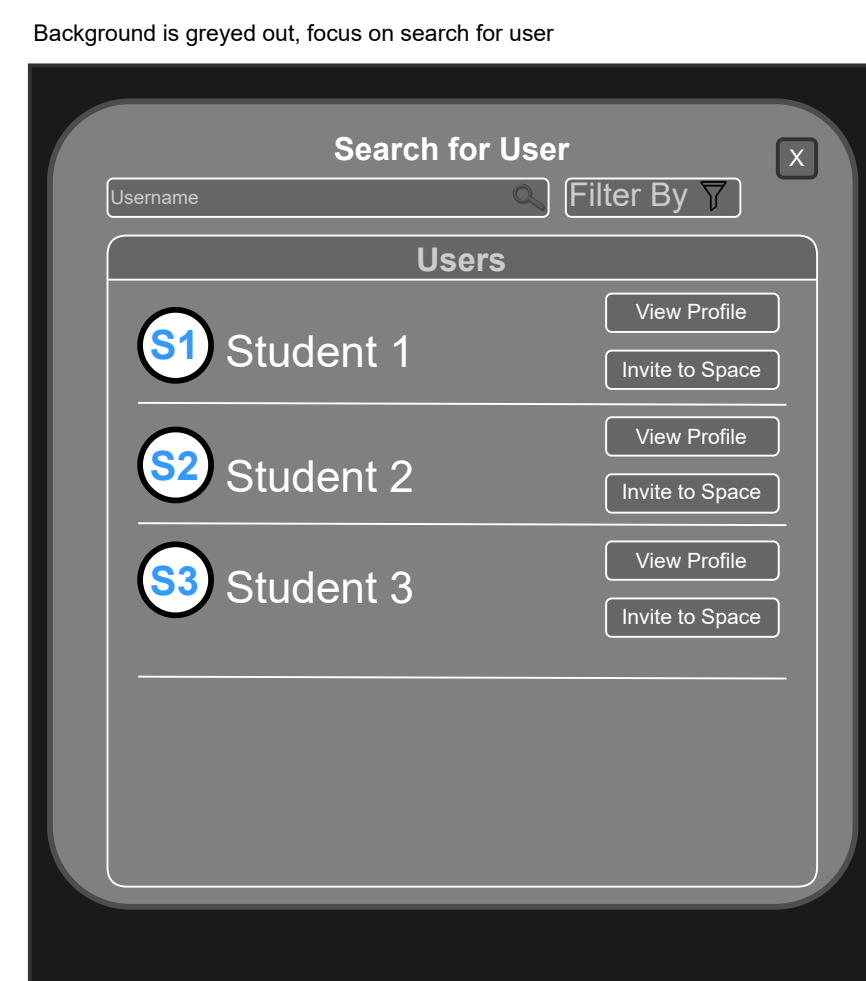 Background is greyed out, focus on search for user
Search for User
X
Username
Filter By
Users
S1
Student 1
View Profile
Invite to Space
S2
Student 2
View Profile
Invite to Space
S3
Student 3
View Profile
Invite to Space